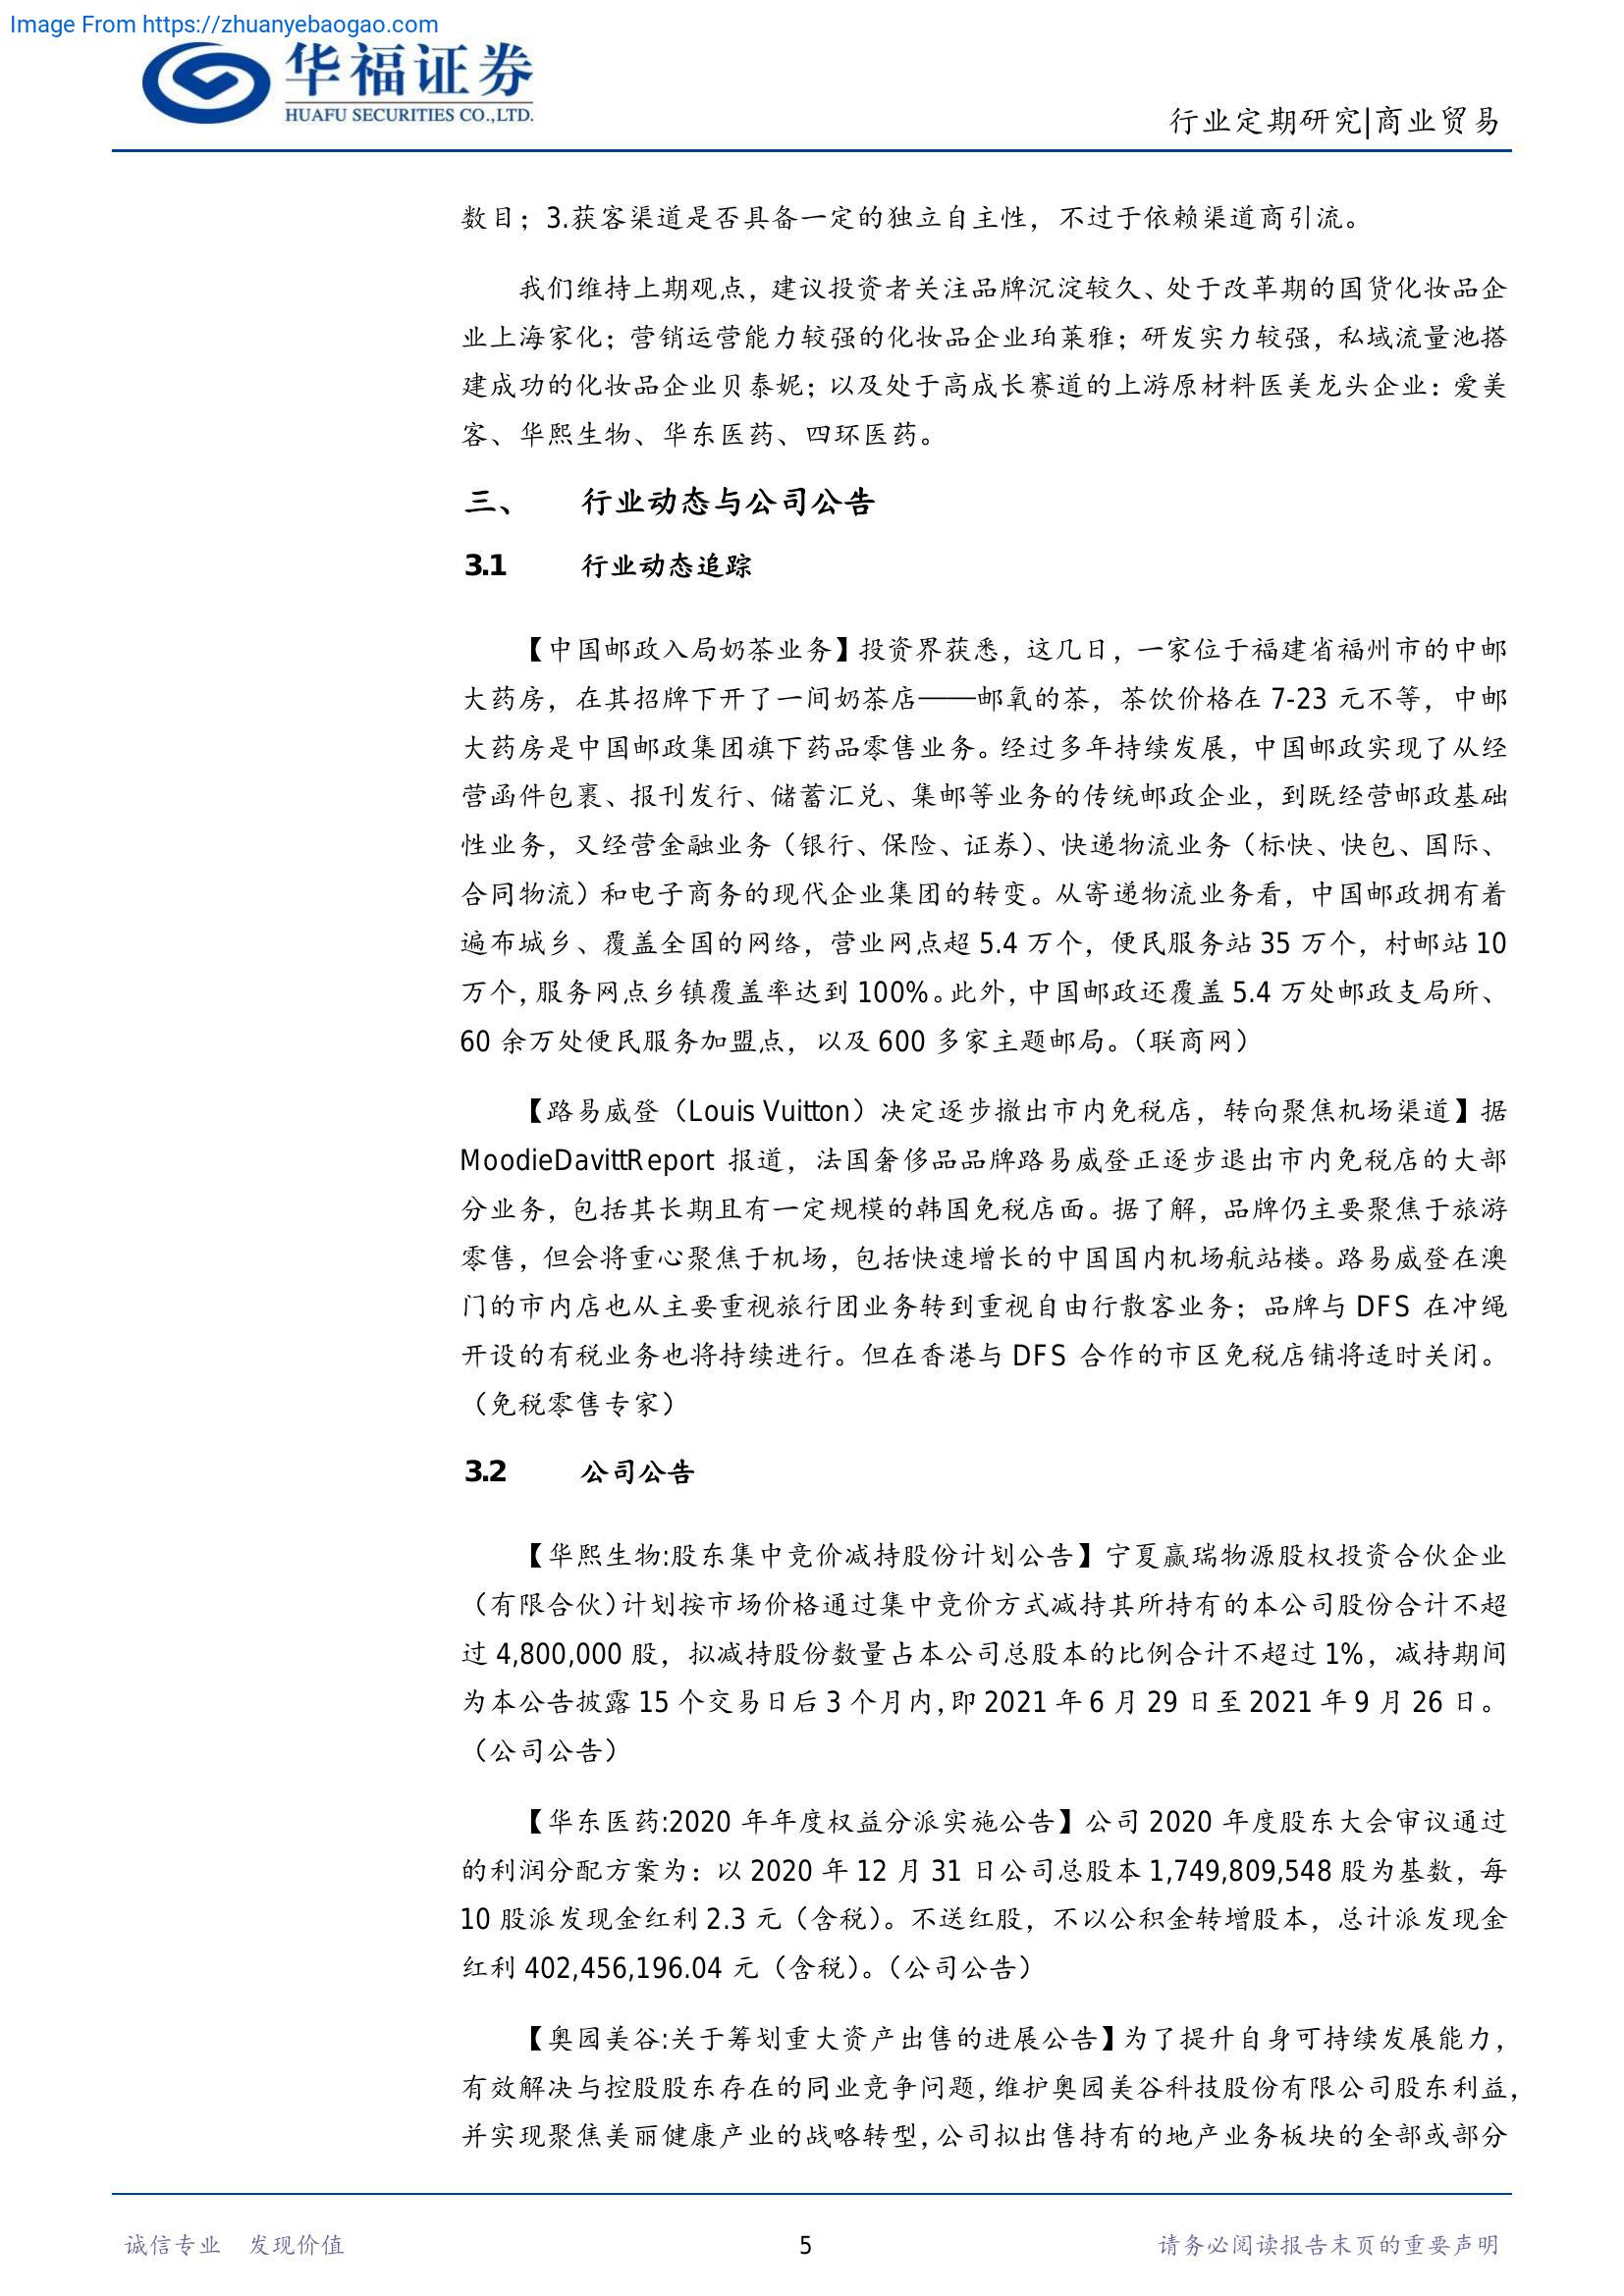 Image From https://zhuanyebaogao.com
华福证券
HUAFU SECURITIES CO.,LTD.
行业定期研究|商业贸易
数目；3.获客渠道是否具备一定的独立自主性，不过于依赖渠道商引流。
我们维持上期观点，建议投资者关注品牌沉淀较久、处于改革期的国货化妆品企
业上海家化；营销运营能力较强的化妆品企业珀莱雅；研发实力较强，私域流量池搭
建成功的化妆品企业贝泰妮；以及处于高成长赛道的上游原材料医美龙头企业：爱美
客、华熙生物、华东医药、四环医药。
三、 行业动态与公司公告
3.1 行业动态追踪
【中国邮政入局奶茶业务】投资界获悉，这几日，一家位于福建省福州市的中邮
大药房，在其招牌下开了一间奶茶店——邮氧的茶，茶饮价格在 7-23 元不等，中邮
大药房是中国邮政集团旗下药品零售业务。经过多年持续发展，中国邮政实现了从经
营函件包裹、报刊发行、储蓄汇兑、集邮等业务的传统邮政企业，到既经营邮政基础
性业务，又经营金融业务（银行、保险、证券）、快递物流业务（标快、快包、国际、
合同物流）和电子商务的现代企业集团的转变。从寄递物流业务看，中国邮政拥有着
遍布城乡、覆盖全国的网络，营业网点超 5.4 万个，便民服务站 35 万个，村邮站 10
万个，服务网点乡镇覆盖率达到 100%。此外，中国邮政还覆盖 5.4 万处邮政支局所、
60 余万处便民服务加盟点，以及 600 多家主题邮局。（联商网）
【路易威登（Louis Vuitton）决定逐步撤出市内免税店，转向聚焦机场渠道】据
MoodieDavittReport 报道，法国奢侈品品牌路易威登正逐步退出市内免税店的大部
分业务，包括其长期且有一定规模的韩国免税店面。据了解，品牌仍主要聚焦于旅游
零售，但会将重心聚焦于机场，包括快速增长的中国国内机场航站楼。路易威登在澳
门的市内店也从主要重视旅行团业务转到重视自由行散客业务；品牌与 DFS 在冲绳
开设的有税业务也将持续进行。但在香港与 DFS 合作的市区免税店铺将适时关闭。
（免税零售专家）
3.2 公司公告
【华熙生物:股东集中竞价减持股份计划公告】宁夏赢瑞物源股权投资合伙企业
（有限合伙）计划按市场价格通过集中竞价方式减持其所持有的本公司股份合计不超
过 4,800,000 股，拟减持股份数量占本公司总股本的比例合计不超过 1%，减持期间
为本公告披露 15 个交易日后 3 个月内，即 2021 年 6 月 29 日至 2021 年 9 月 26 日。
（公司公告）
【华东医药:2020 年年度权益分派实施公告】公司 2020 年度股东大会审议通过
的利润分配方案为：以 2020 年 12 月 31 日公司总股本 1,749,809,548 股为基数，每
10 股派发现金红利 2.3 元（含税）。不送红股，不以公积金转增股本，总计派发现金
红利 402,456,196.04 元（含税）。（公司公告）
【奥园美谷:关于筹划重大资产出售的进展公告】为了提升自身可持续发展能力，
有效解决与控股股东存在的同业竞争问题，维护奥园美谷科技股份有限公司股东利益，
并实现聚焦美丽健康产业的战略转型，公司拟出售持有的地产业务板块的全部或部分
诚信专业 发现价值
5
请务必阅读报告末页的重要声明